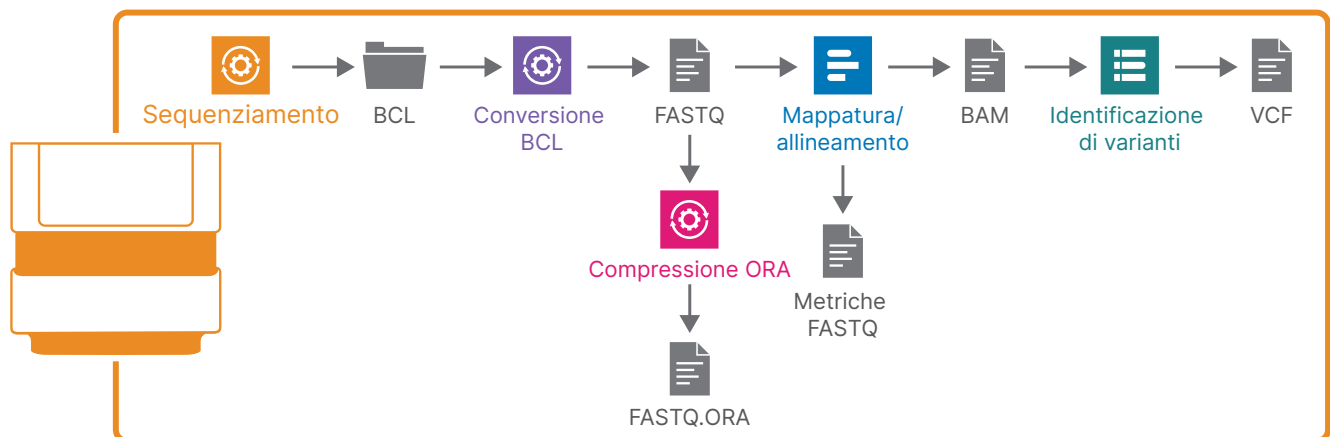 Sequenziamento
BCL
Conversione
BCL
FASTQ
Mappatura/
allineamento
BAM
Identificazione
di varianti
VCF
Compressione ORA
Metriche
FASTQ
FASTQ.ORA